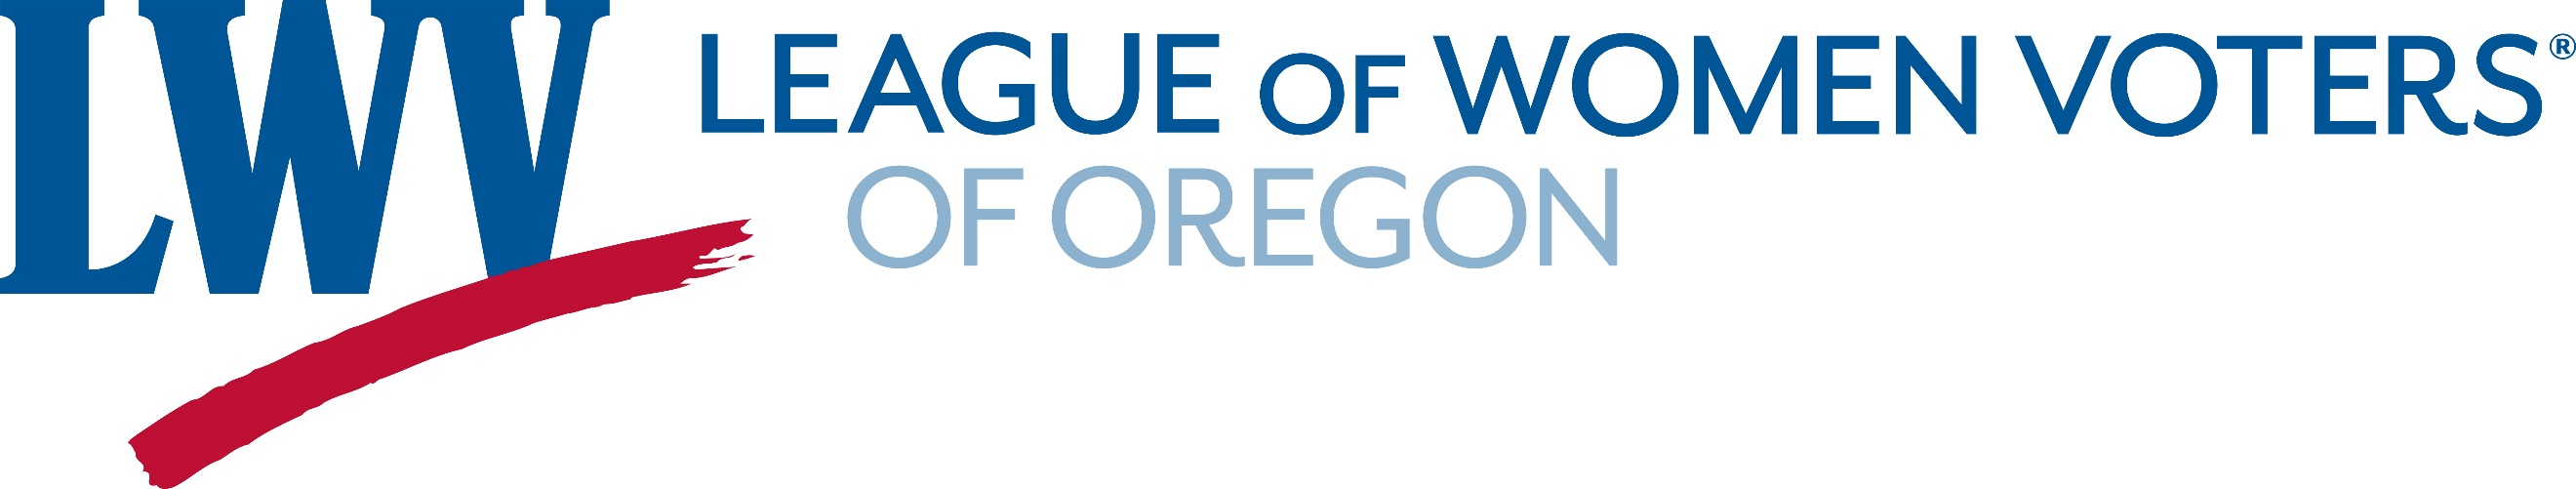 LWV
LEAGUE OF WOMEN VOTERS®
OF OREGON